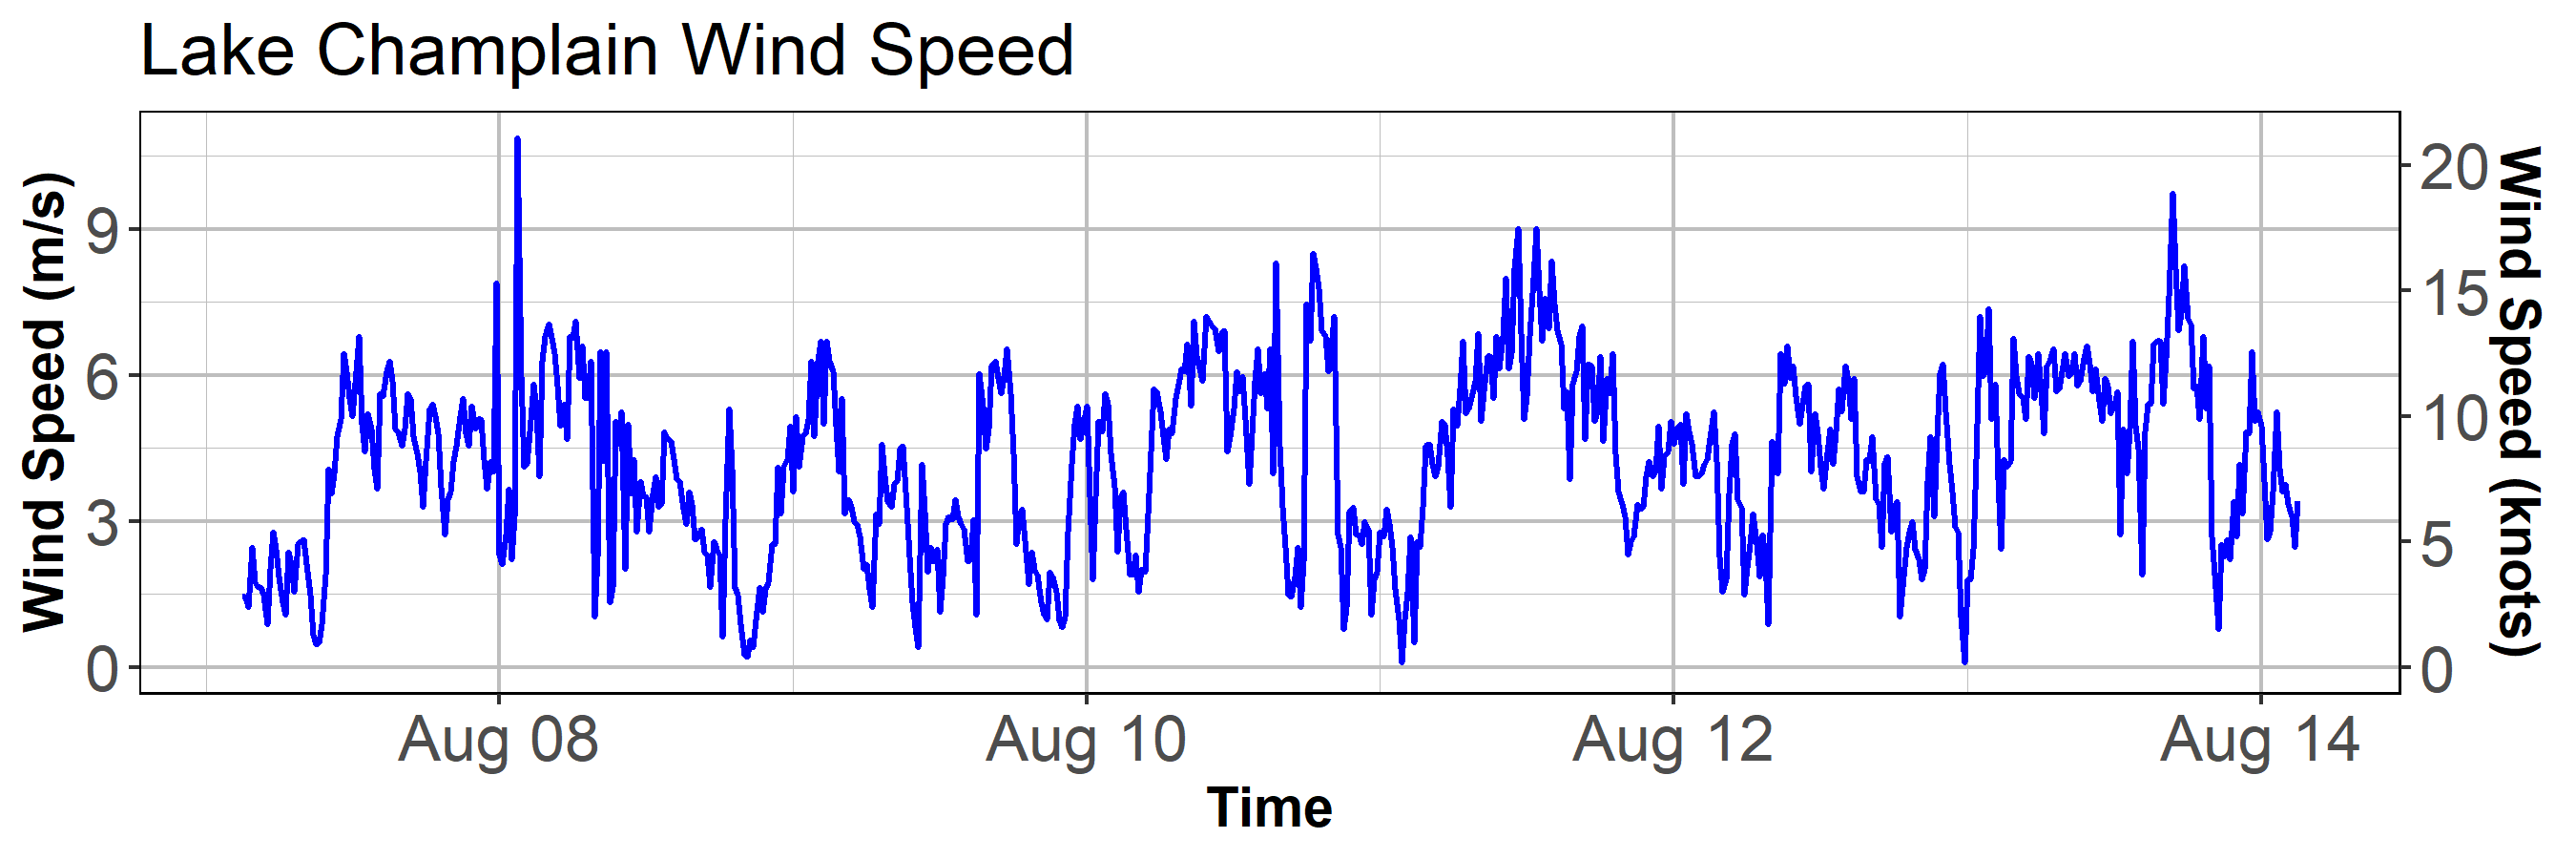 Lake Champlain Wind Speed
Wind Speed (m/s)
9
6
3
0
20
15
10
5
0
Wind Speed (knots)
Aug 08
Aug 10
Aug 12
Aug 14
Time